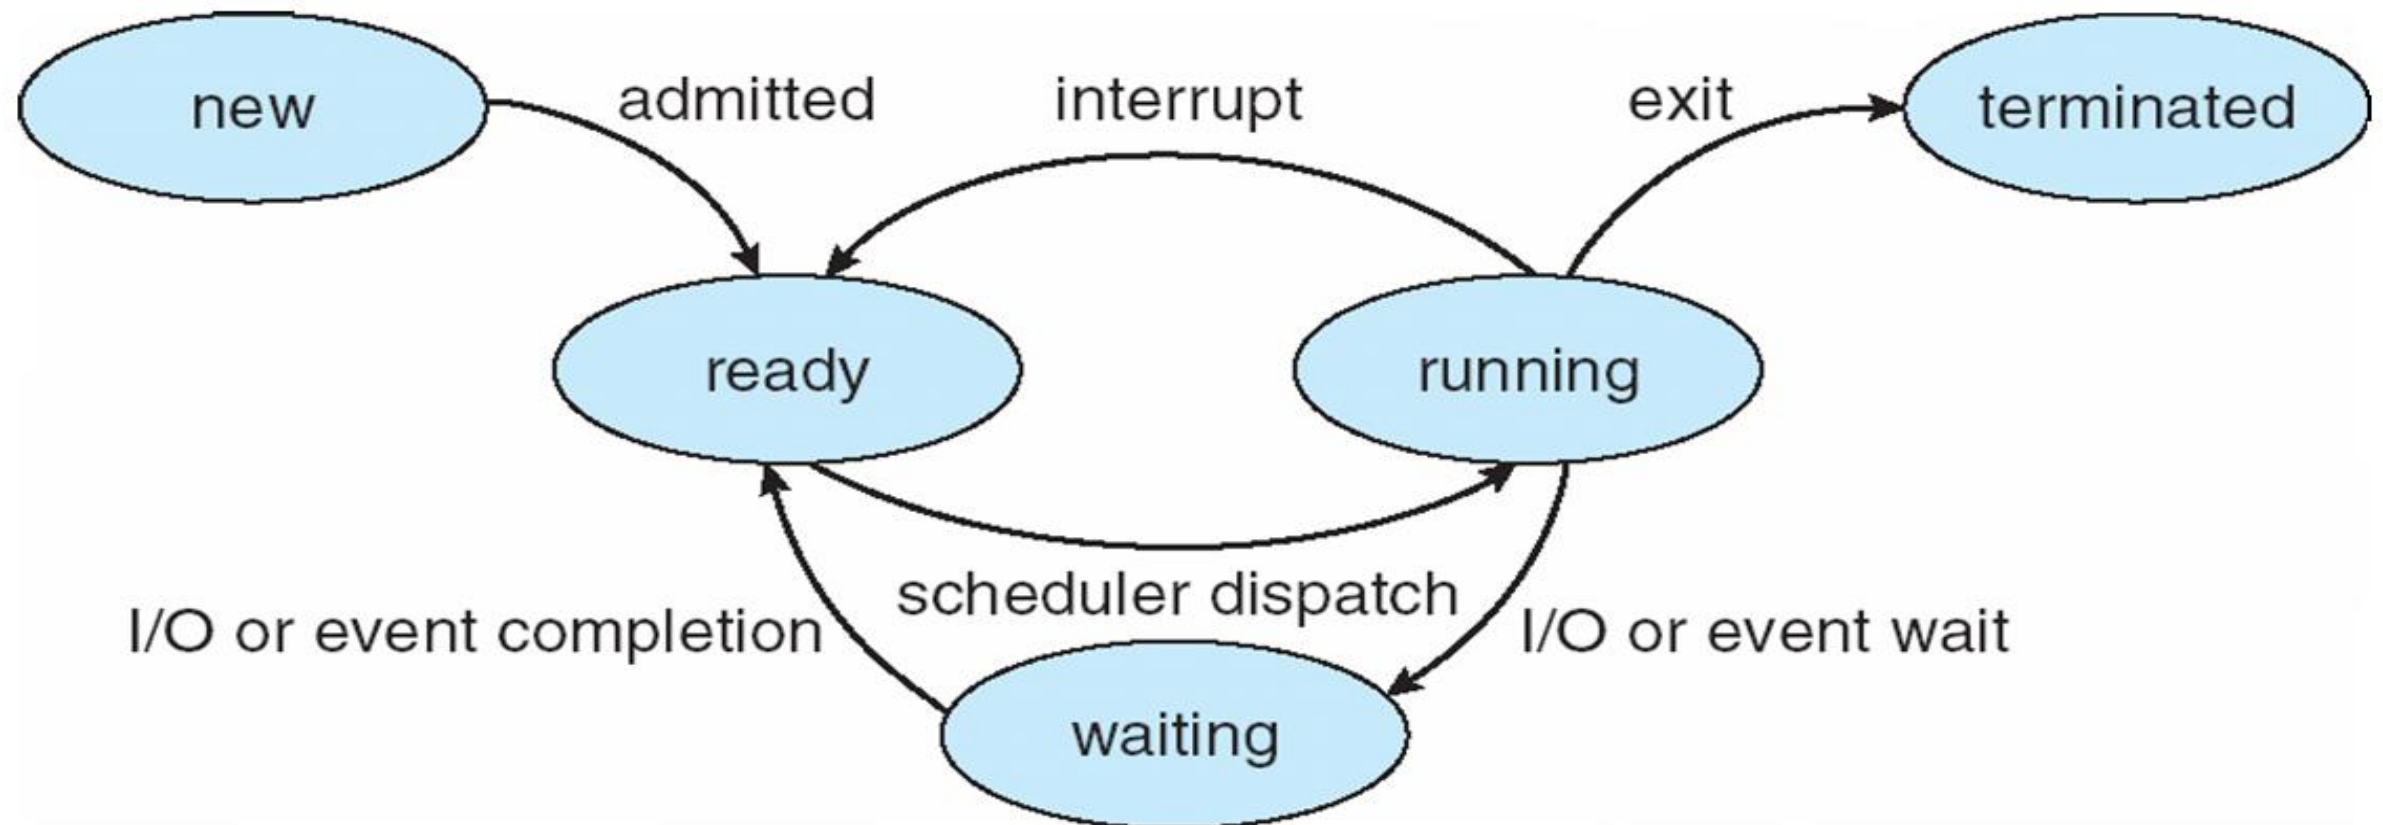 new
admitted
interrupt
exit
terminated
ready
running
scheduler dispatch
I/O or event completion
I/O or event wait
waiting